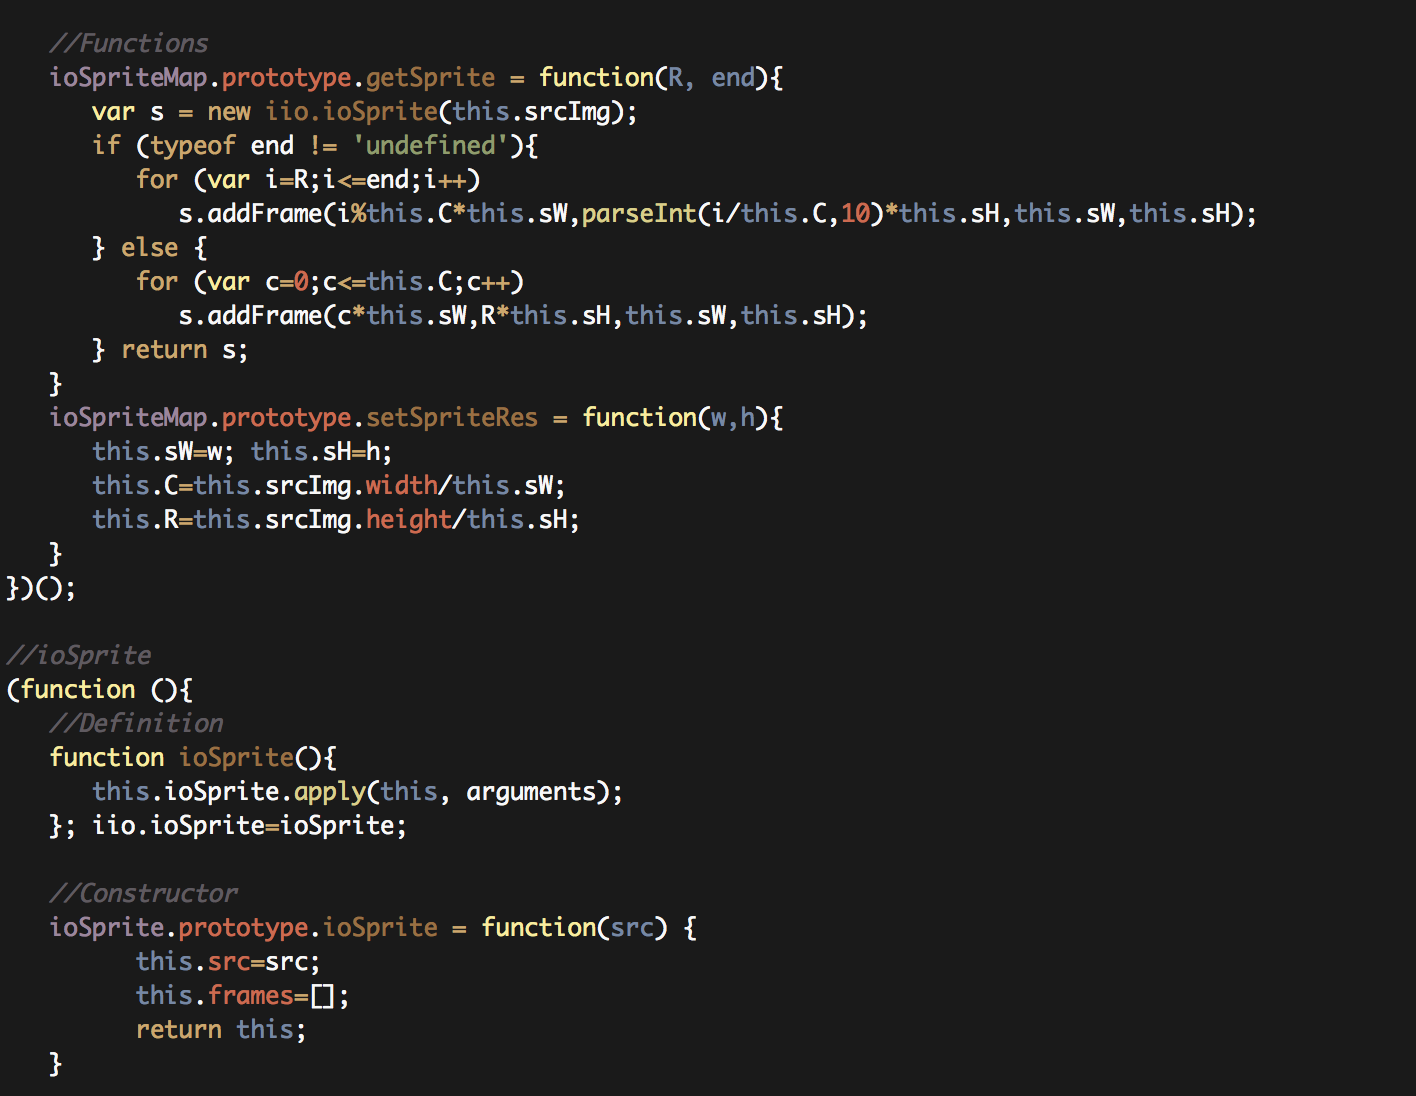 //Functions
ioSpriteMap.prototype.getSprite = function(R, end){
var s = new iio.ioSprite(this.srcImg);
if (typeof end != 'undefined'){
for (var i=R;i<=end;i++)
s.addFrame(i%this.C*this.sW,parseInt(i/this.C,10)*this.sH,this.sW,this.sH);
} else {
for (var c=0;c<=this.C;c++)
s.addFrame(c*this.sW,R*this.sH,this.sW,this.sH);
} return s;
}
ioSpriteMap.prototype.setSpriteRes = function(w,h){
this.sW=w; this.sH=h;
this.C=this.srcImg.width/this.sW;
this.R=this.srcImg.height/this.sH;
}
})();
//ioSprite
(function (){
//Definition
function ioSprite(){
this.ioSprite.apply(this, arguments);
}; iio.ioSprite=ioSprite;
//Constructor
ioSprite.prototype.ioSprite = function(src) {
this.src=src;
this.frames=[];
return this;
}